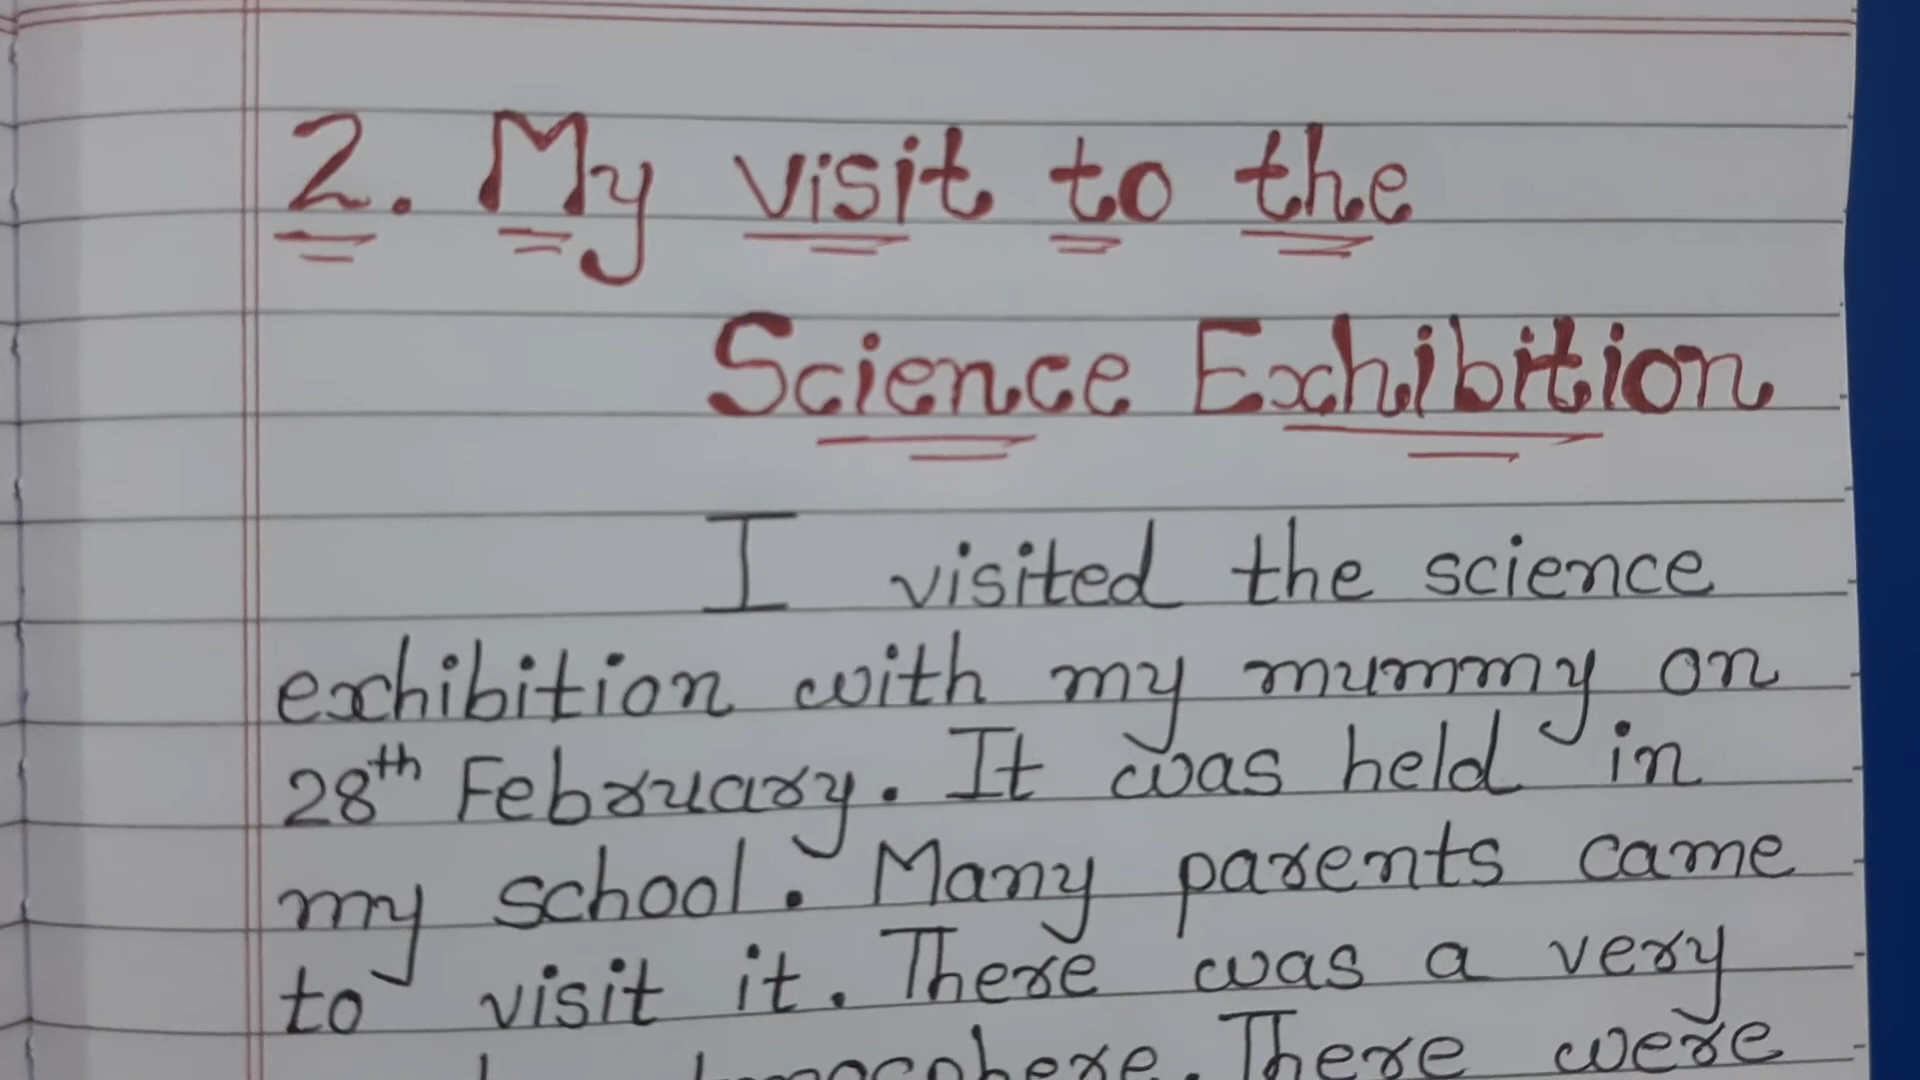 2. My visit to the
Science Exhibition
I visited the science
exhibition with my mummy on
28th February. It was held in
my school. Many parents came
to visit it. There was a very
There were